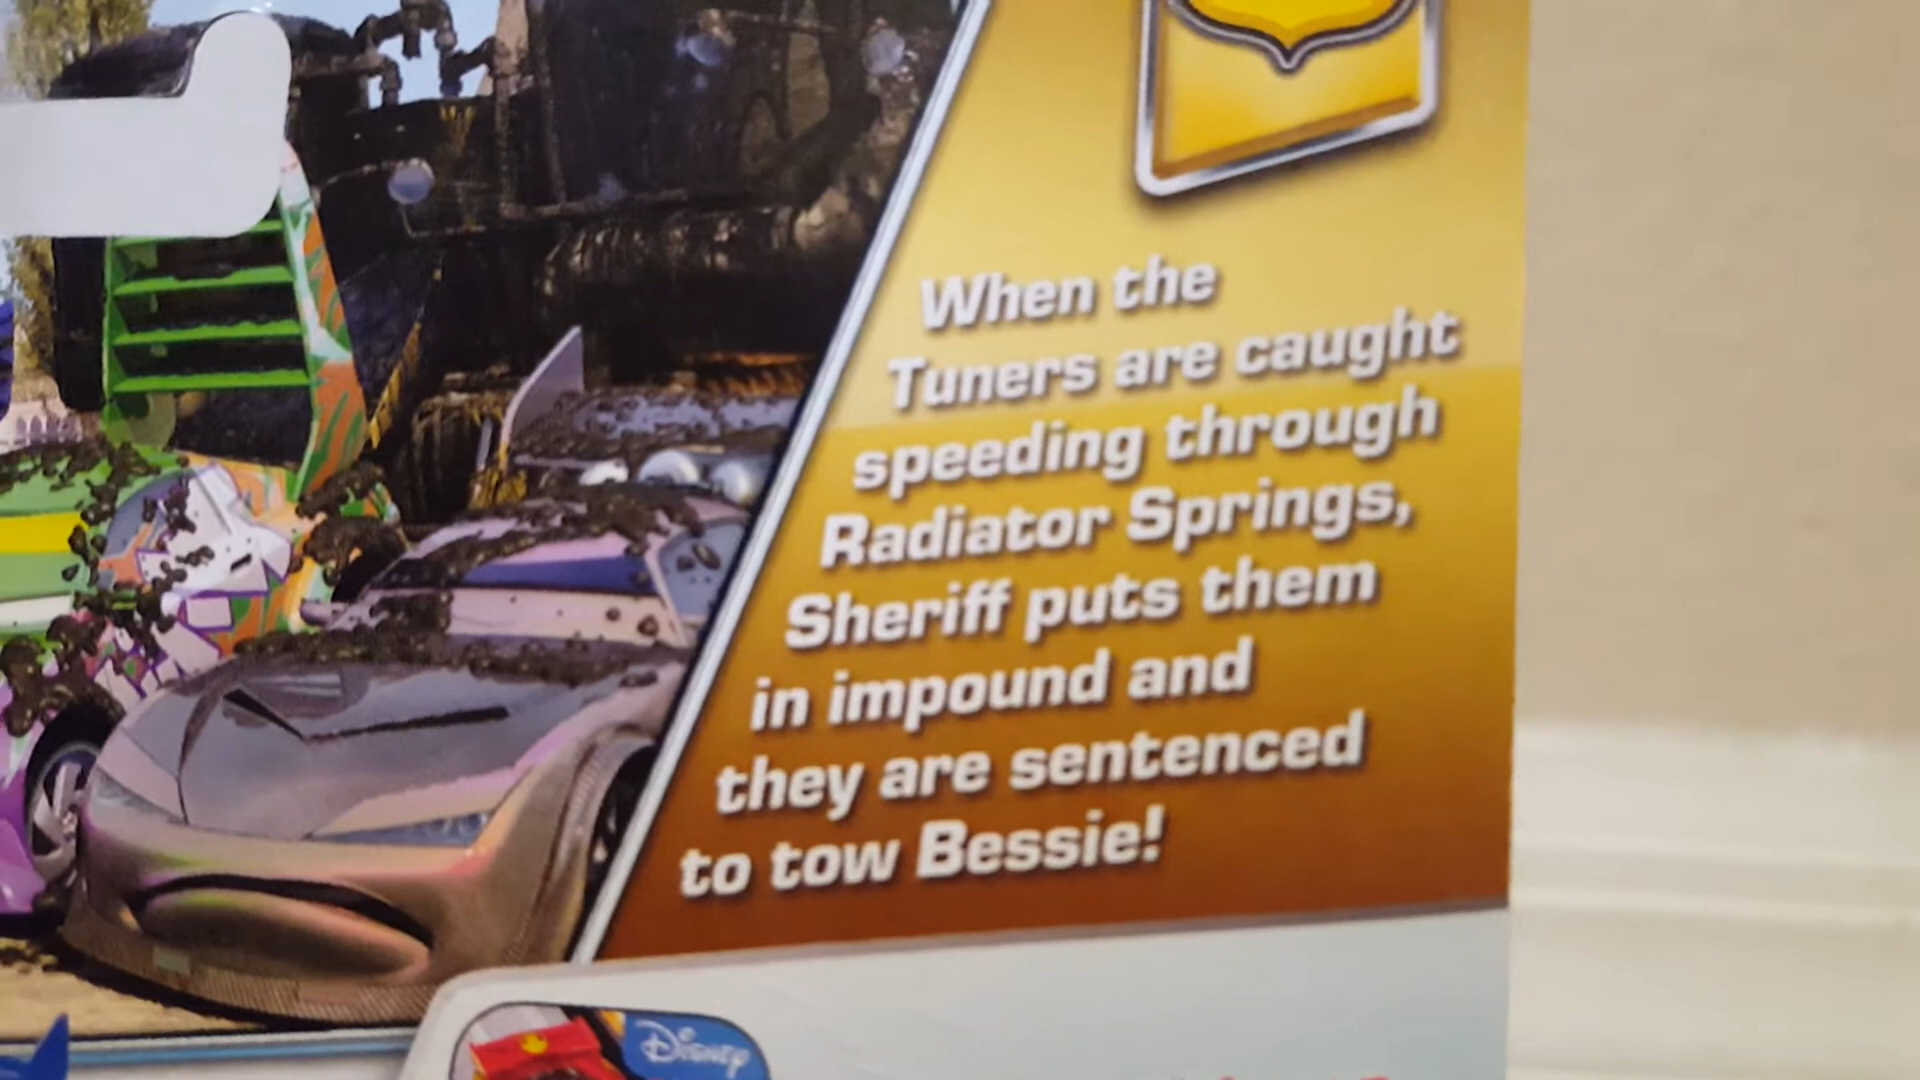 When the
Tuners are caught
speeding through
Radiator Springs,
Sheriff puts them
in impound and
they are sentenced
to tow Bessie!
Disney